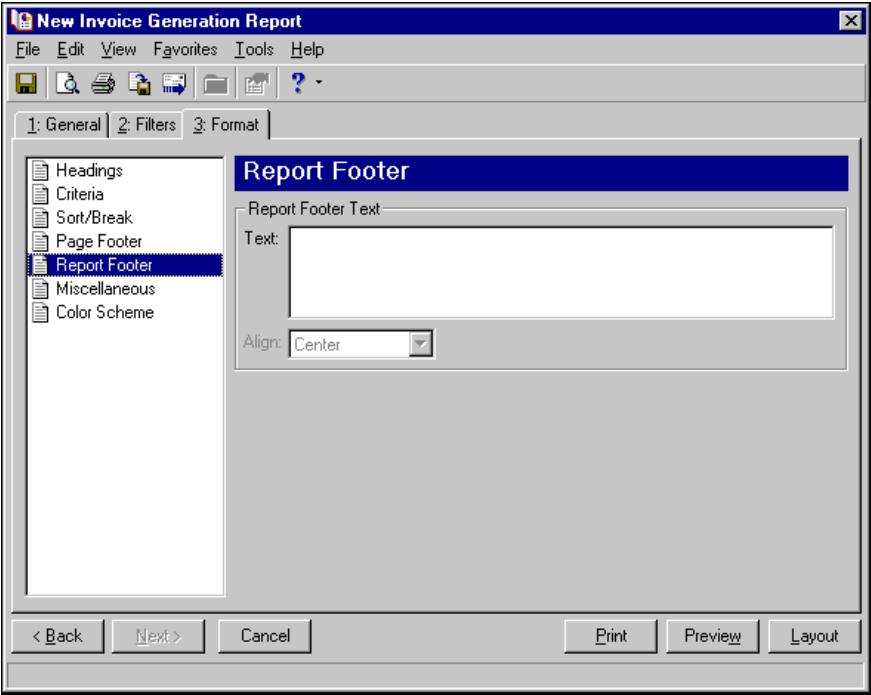 New Invoice Generation Report
File Edit View Favorites Tools Help
?
1: General 2: Filters 3: Format
Headings
Criteria
Sort/Break
Page Footer
Report Footer
Miscellaneous
Color Scheme
Report Footer
Report Footer Text
Text:
Align: Center
< Back Next > Cancel Print Preview Layout